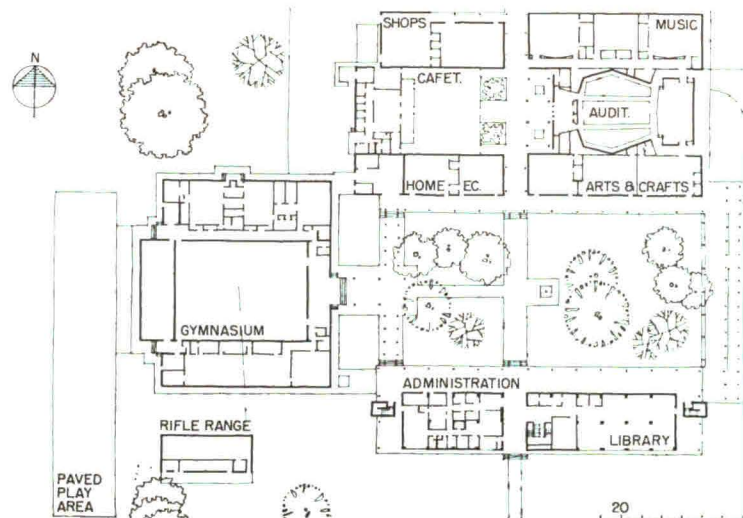 N
SHOPS
MUSIC
CAFET.
AUDIT.
HOME EC.
ARTS & CRAFTS
GYMNASIUM
ADMINISTRATION
RIFLE RANGE
LIBRARY
PAVED
PLAY
AREA
20